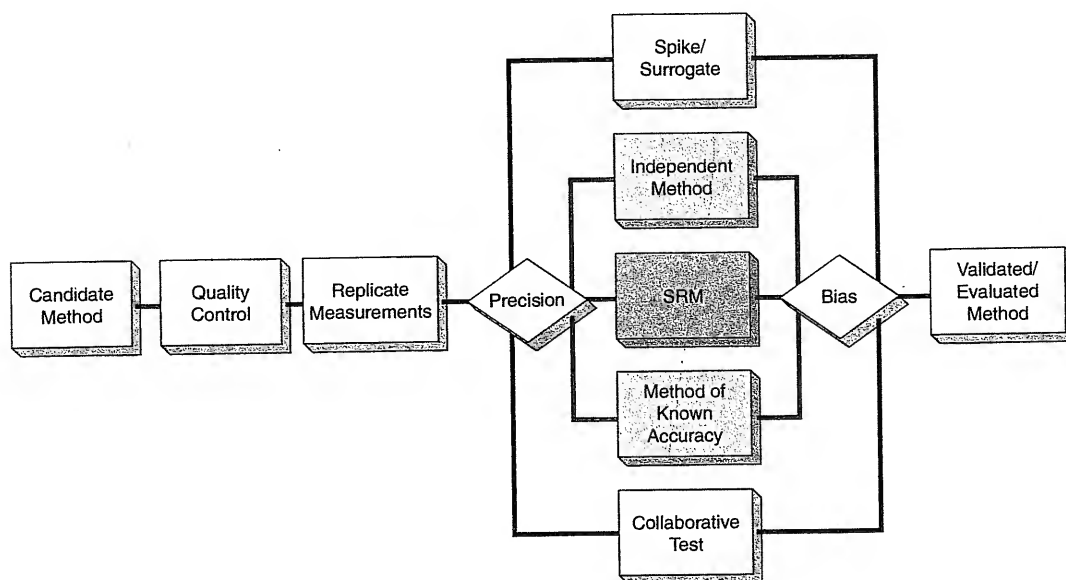 Candidate
Method
Quality
Control
Replicate
Measurements
Precision
Spike/
Surrogate
Independent
Method
SRM
Method of
Known
Accuracy
Collaborative
Test
Bias
Validated/
Evaluated
Method